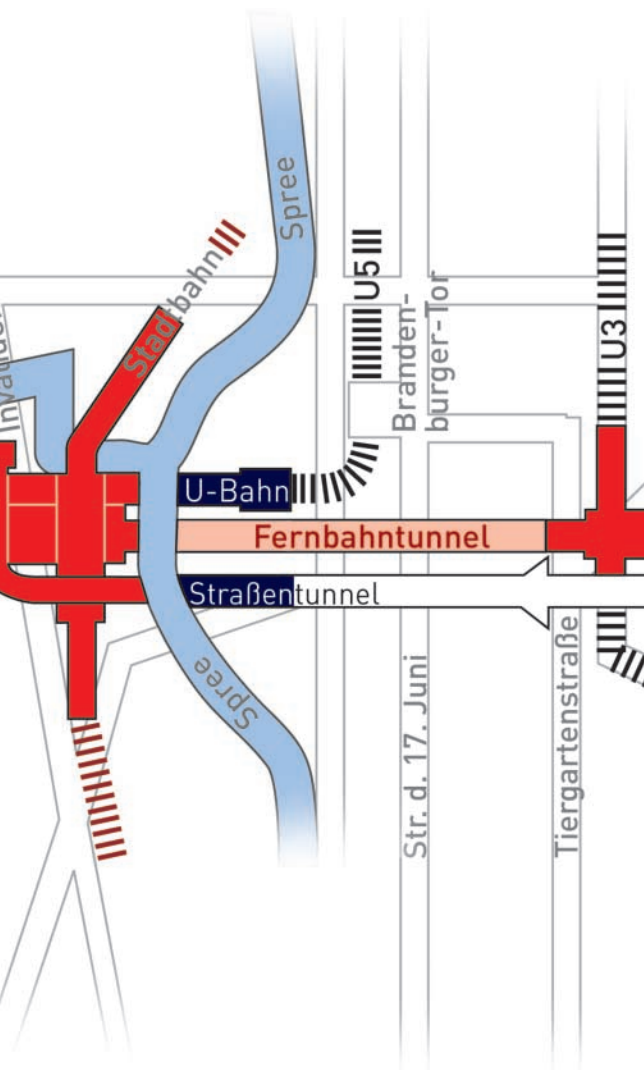 Spree
Stadtbahn
U5
Branden-
burger-Tor
U3
U-Bahn
Fernbahntunnel
Straßentunnel
Spree
Str. d. 17. Juni
Tiergartenstraße